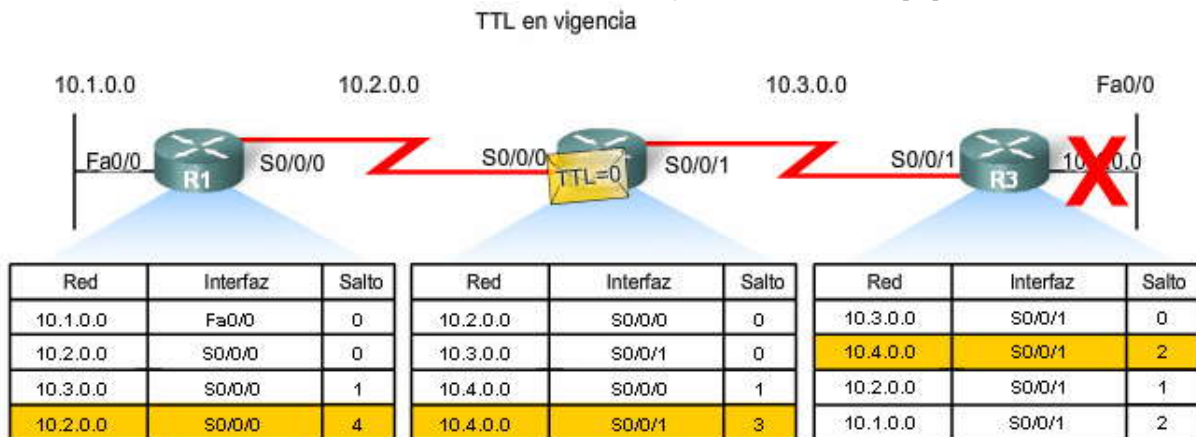 TTL en vigencia
10.1.0.0 10.2.0.0 10.3.0.0 Fa0/0
Fa0/0 R1 S0/0/0 S0/0/0 TTL=0 S0/0/1 S0/0/1 R3
Red Interfaz Salto
10.1.0.0 Fa0/0 0
10.2.0.0 S0/0/0 0
10.3.0.0 S0/0/0 1
10.2.0.0 S0/0/0 4
Red Interfaz Salto
10.2.0.0 S0/0/0 0
10.3.0.0 S0/0/1 0
10.4.0.0 S0/0/0 1
10.4.0.0 S0/0/1 3
Red Interfaz Salto
10.3.0.0 S0/0/1 0
10.4.0.0 S0/0/1 2
10.2.0.0 S0/0/1 1
10.1.0.0 S0/0/1 2